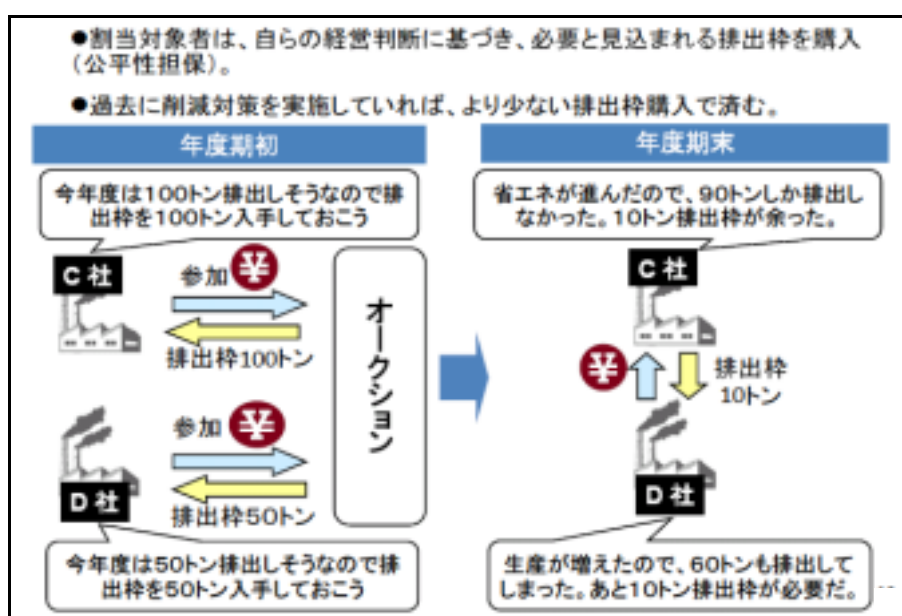 ●割当対象者は、自らの経営判断に基づき、必要と見込まれる排出枠を購入
（公平性担保）。
●過去に削減対策を実施していれば、より少ない排出枠購入で済む。
年度期初
今年度は100トン排出しそうなので排
出枠を100トン入手しておこう
C社
参加 ¥
排出枠100トン
オークション
参加 ¥
D社
排出枠50トン
今年度は50トン排出しそうなので排
出枠を50トン入手しておこう
年度期末
省エネが進んだので、90トンしか排出し
なかった。10トン排出枠が余った。
C社
¥
排出枠
10トン
D社
生産が増えたので、60トンも排出して
しまった。あと10トン排出枠が必要だ。